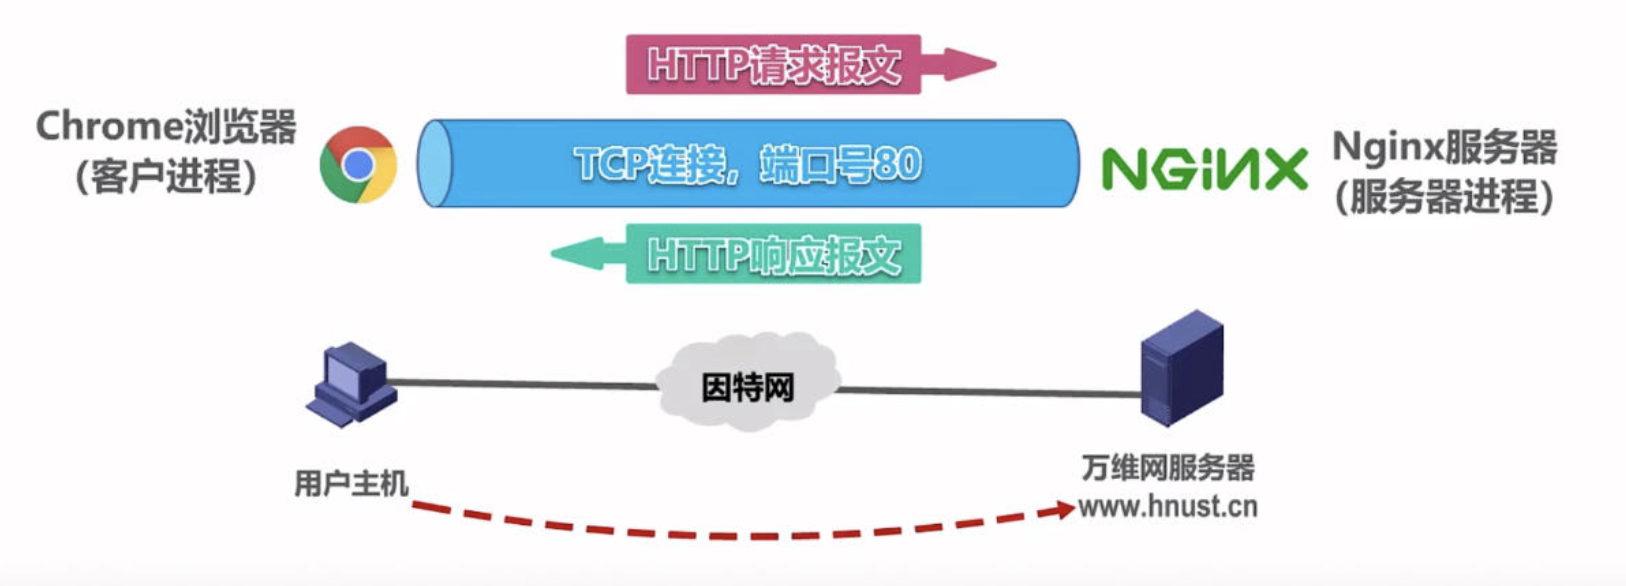 HTTP请求报文
Chrome浏览器
（客户进程）
TCP连接，端口号80
NGiNX
Nginx服务器
（服务器进程）
HTTP响应报文
因特网
用户主机
万维网服务器
www.hnust.cn